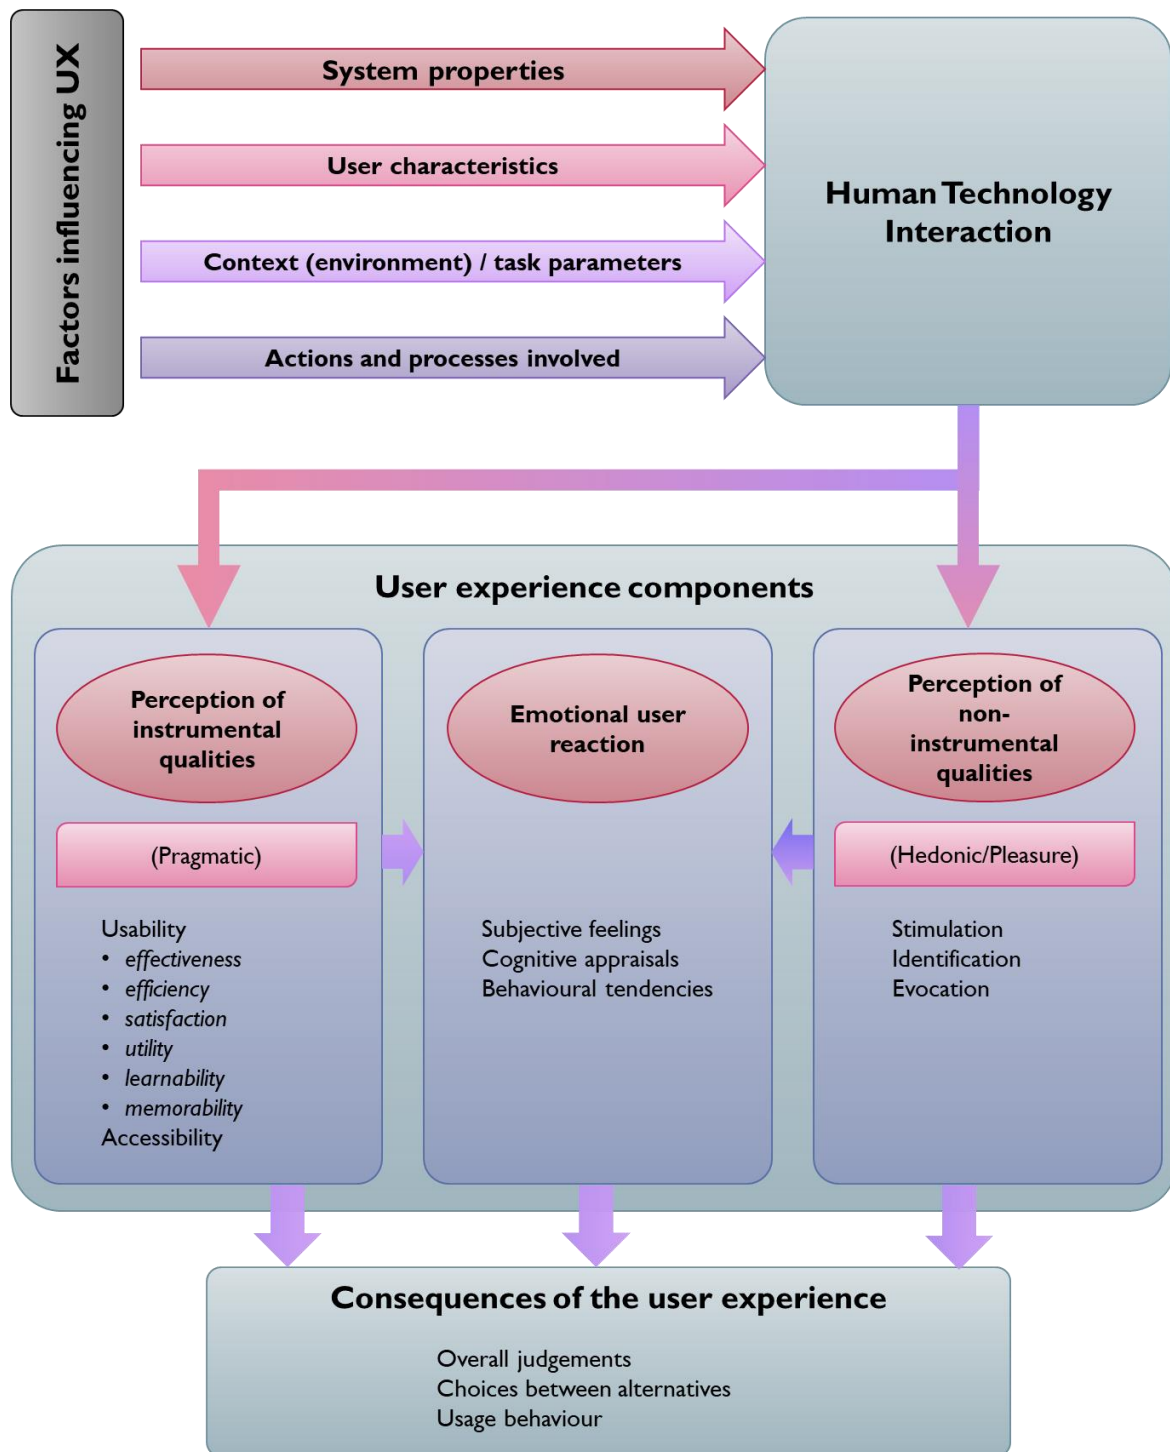 Factors influencing UX
System properties
User characteristics
Context (environment) / task parameters
Actions and processes involved
Human Technology
Interaction
User experience components
Perception of
instrumental
qualities
(Pragmatic)
Usability
• effectiveness
• efficiency
• satisfaction
• utility
• learnability
• memorability
Accessibility
Emotional user
reaction
Subjective feelings
Cognitive appraisals
Behavioural tendencies
Perception of
non-
instrumental
qualities
(Hedonic/Pleasure)
Stimulation
Identification
Evocation
Consequences of the user experience
Overall judgements
Choices between alternatives
Usage behaviour